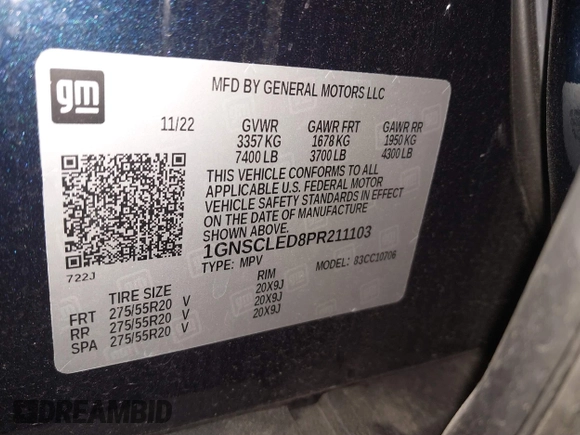 gm
MFD BY GENERAL MOTORS LLC
11/22 GVWR GAWR FRT GAWR RR
3357 KG 1678 KG 1950 KG
7400 LB 3700 LB 4300 LB
THIS VEHICLE CONFORMS TO ALL
APPLICABLE U.S. FEDERAL MOTOR
VEHICLE SAFETY STANDARDS IN EFFECT
ON THE DATE OF MANUFACTURE
SHOWN ABOVE.
1GNSCLED8PR211103
722J
TYPE: MPV MODEL: 83CC10706
TIRE SIZE RIM
FRT 275/55R20 V 20X9J
RR 275/55R20 V 20X9J
SPA 275/55R20 V 20X9J
DREAMBID